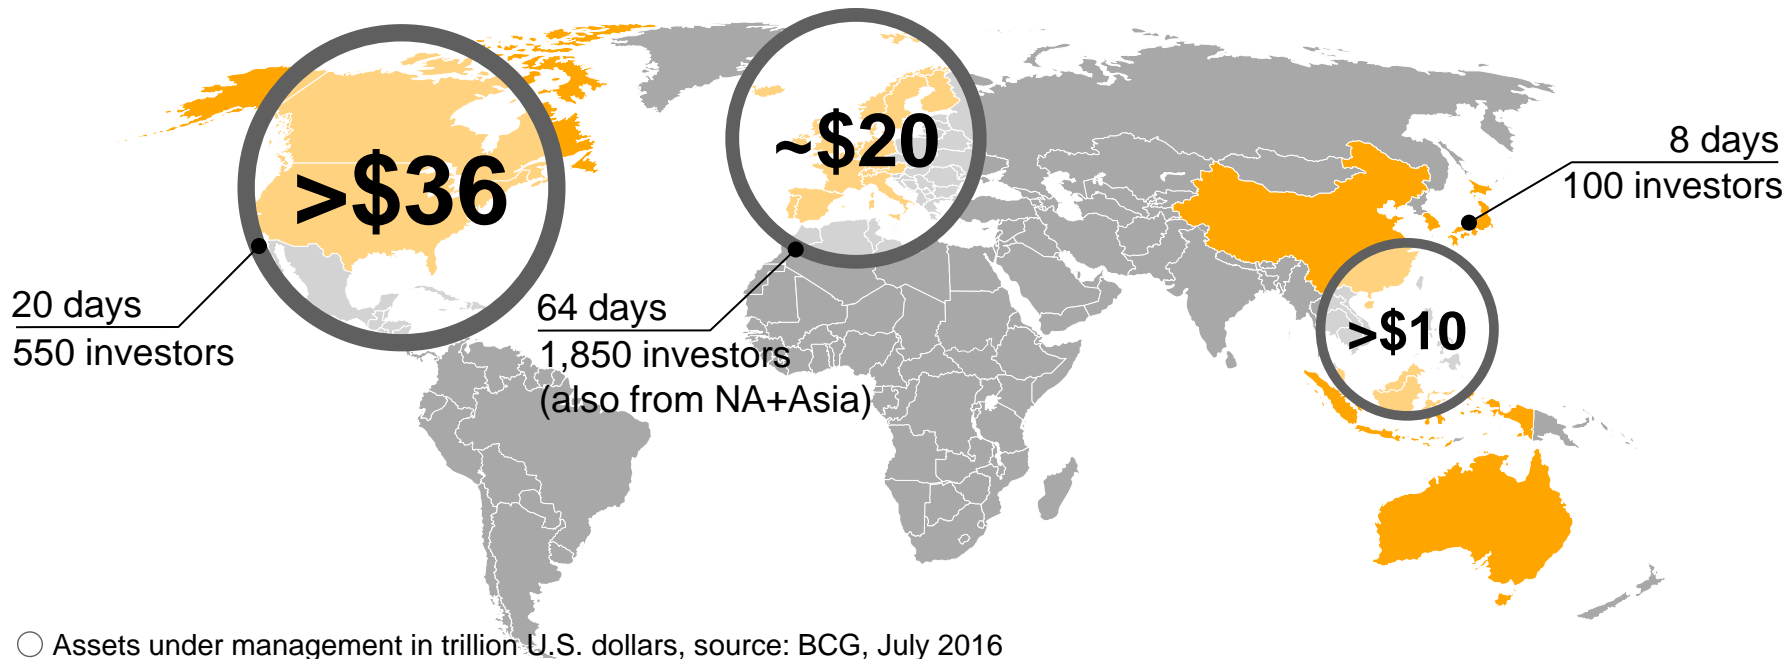 >$36
~$20
>$10
8 days
100 investors
20 days
550 investors
64 days
1,850 investors
(also from NA+Asia)
Assets under management in trillion U.S. dollars, source: BCG, July 2016